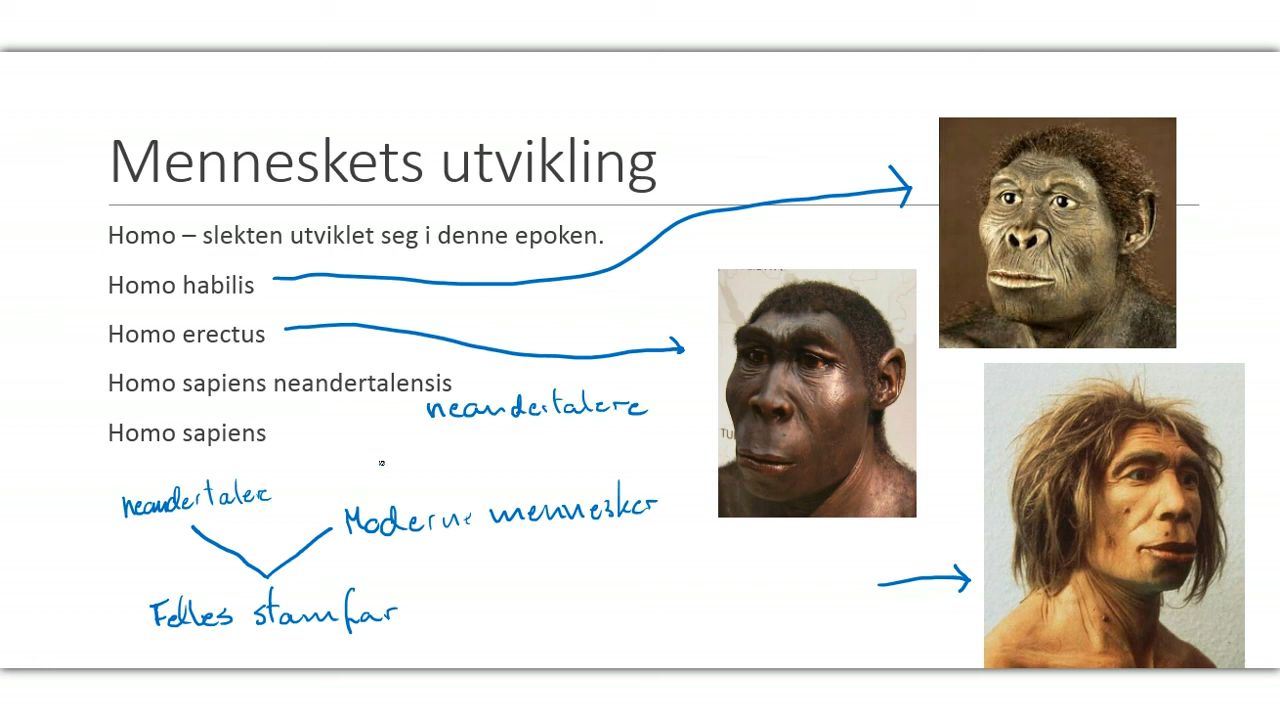 Menneskets utvikling
Homo – slekten utviklet seg i denne epoken.
Homo habilis
Homo erectus
Homo sapiens neandertalensis
neandertalere
Homo sapiens
neandertaler
Moderne mennesker
Felles stamfar
TU